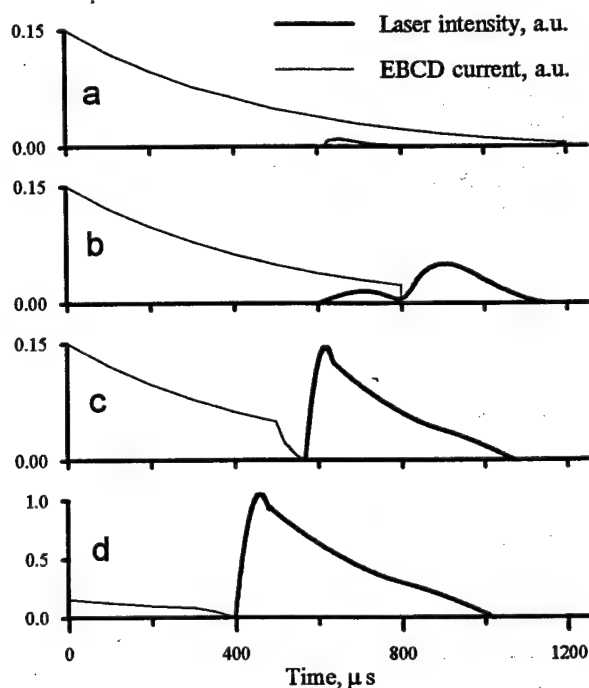 Laser intensity, a.u.
EBCD current, a.u.
0.15
a
0.00
0.15
b
0.00
0.15
c
0.00
1.0
0.5
d
0.0
0 400 800 1200
Time, μ s